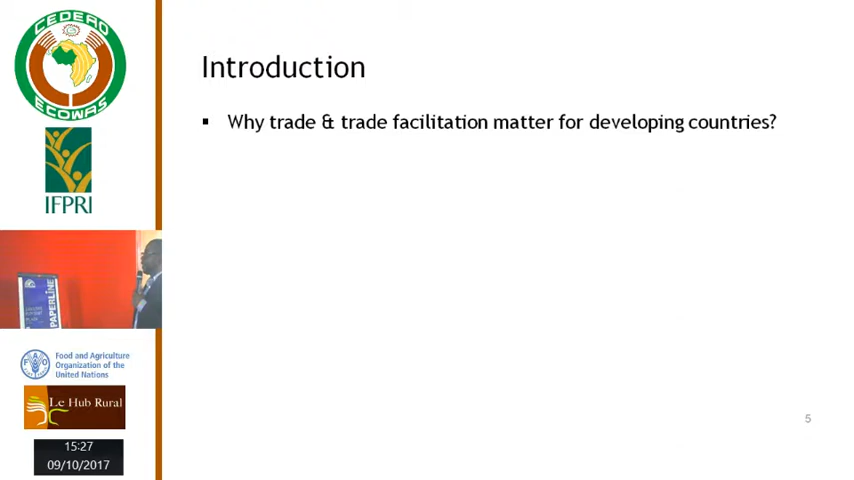 CEDEAO
ECOWAS
IFPRI
Introduction
▪ Why trade & trade facilitation matter for developing countries?
PAPERLINE
FAO
Food and Agriculture
Organization of the
United Nations
Le Hub Rural
15:27
09/10/2017
5